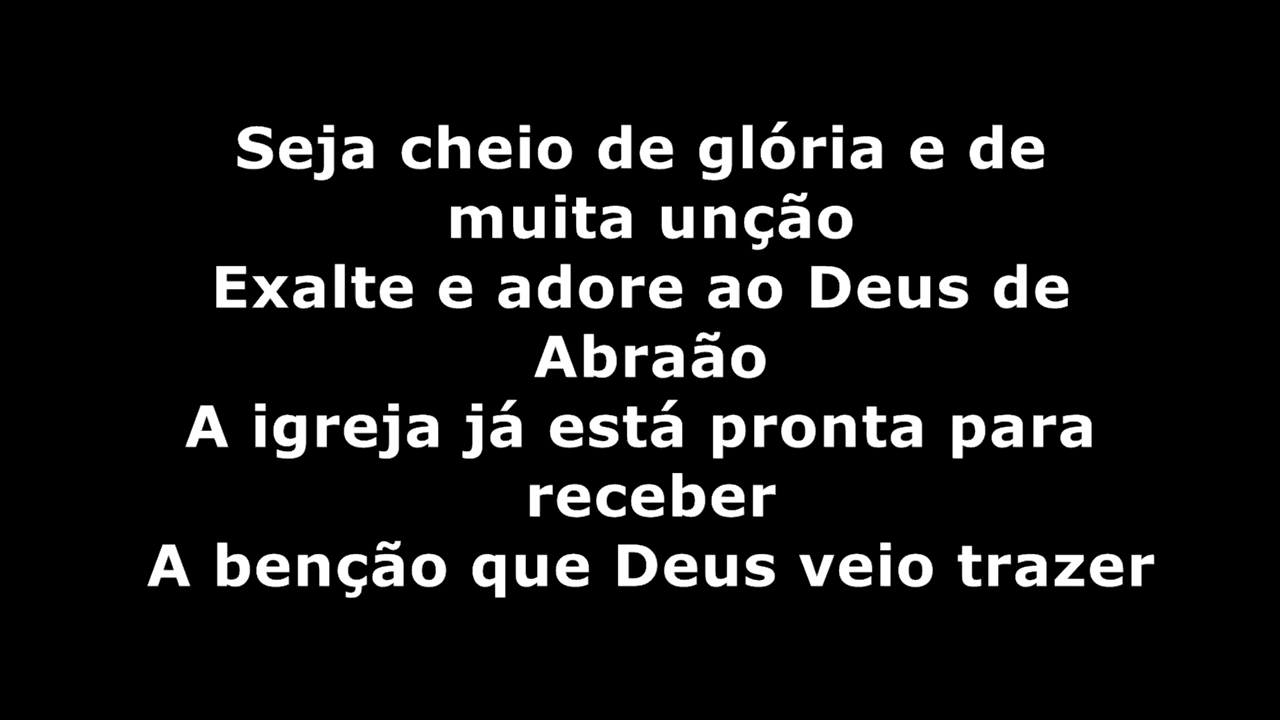 Seja cheio de glória e de
muita unção
Exalte e adore ao Deus de
Abraão
A igreja já está pronta para
receber
A benção que Deus veio trazer